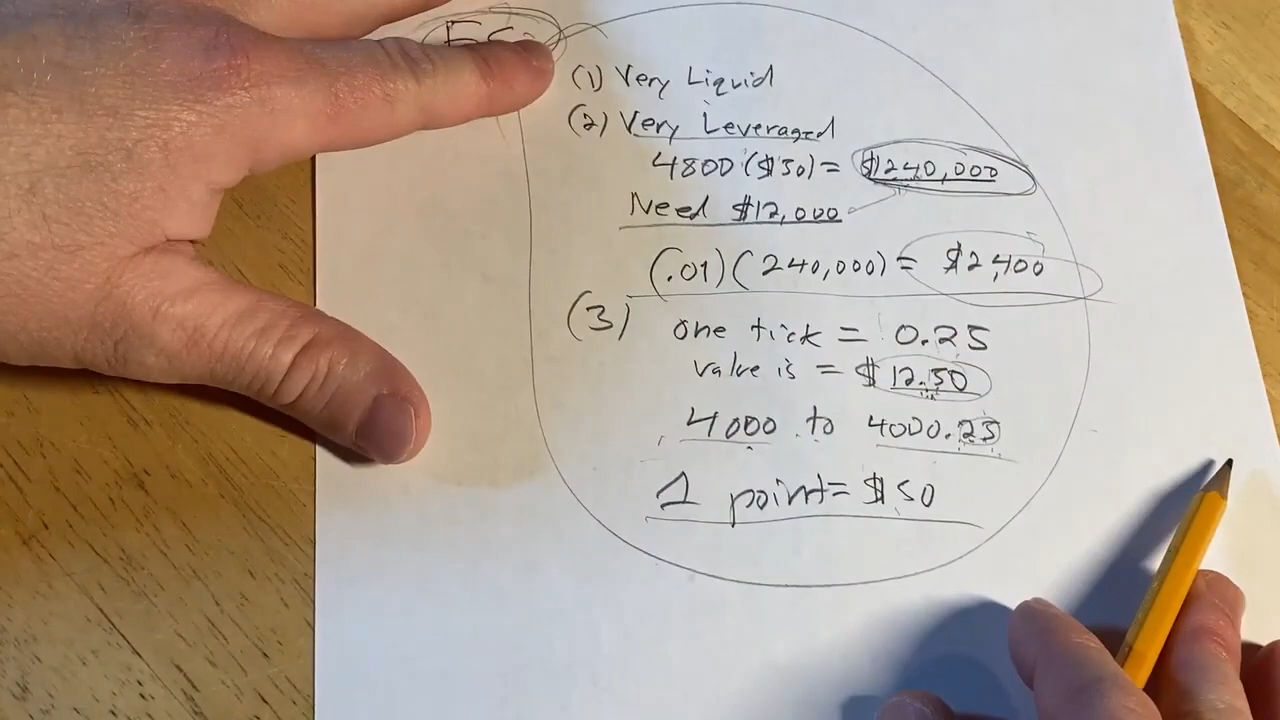 ES
(1) Very Liquid
(2) Very Leveraged
4800 ($50) = $240,000
Need $12,000
(.01)(240,000) = $2,400
(3) one tick = 0.25
value is = $12.50
4000 to 4000.25
1 point = $50